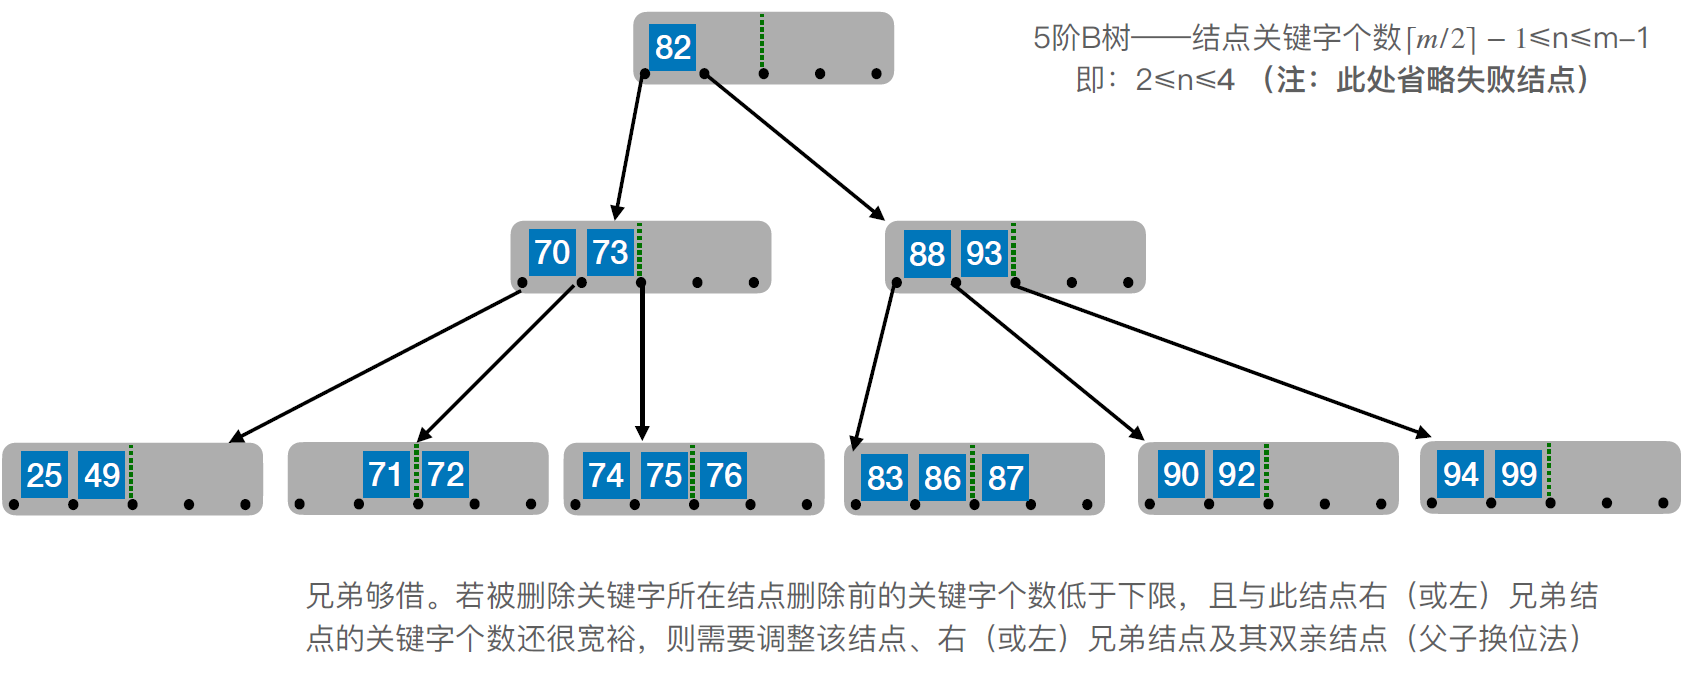 5阶B树——结点关键字个数⌈m/2⌉ – 1≤n≤m–1
即：2≤n≤4 （注：此处省略失败结点）
82
70 73
88 93
25 49
71 72
74 75 76
83 86 87
90 92
94 99
兄弟够借。若被删除关键字所在结点删除前的关键字个数低于下限，且与此结点右（或左）兄弟结
点的关键字个数还很宽裕，则需要调整该结点、右（或左）兄弟结点及其双亲结点（父子换位法）